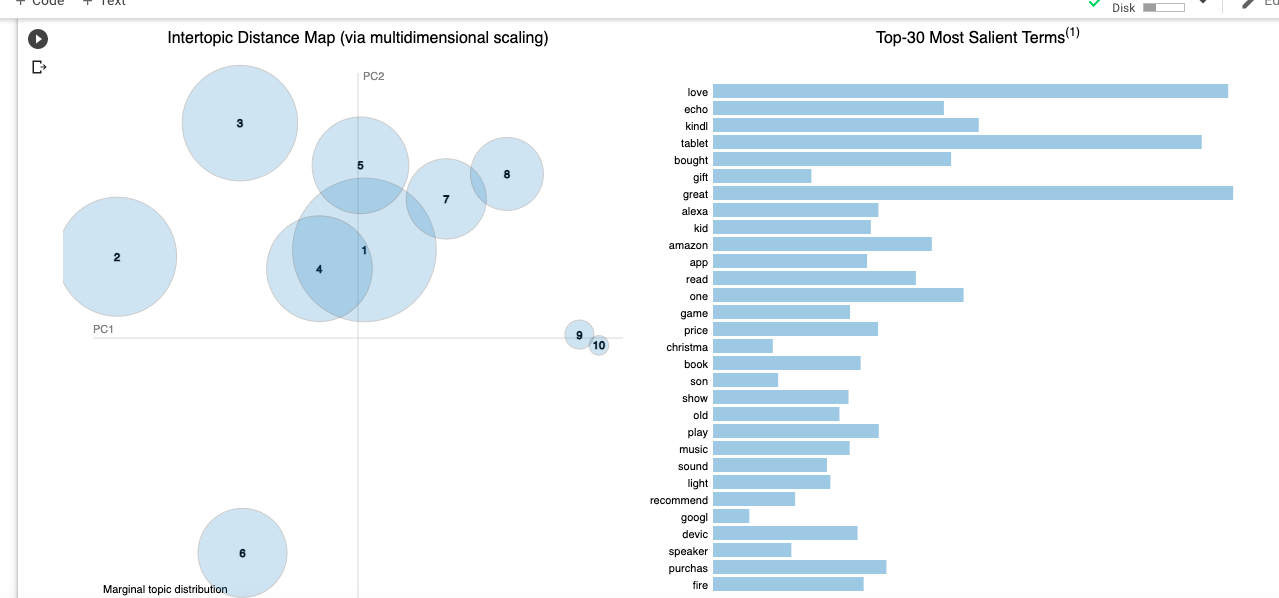 + Code + Text
Disk
Ed
Intertopic Distance Map (via multidimensional scaling)
PC2
3
5
8
7
1
2
4
PC1
9
10
6
Marginal topic distribution
Top-30 Most Salient Terms(1)
love
echo
kindl
tablet
bought
gift
great
alexa
kid
amazon
app
read
one
game
price
christma
book
son
show
old
play
music
sound
light
recommend
googl
devic
speaker
purchas
fire